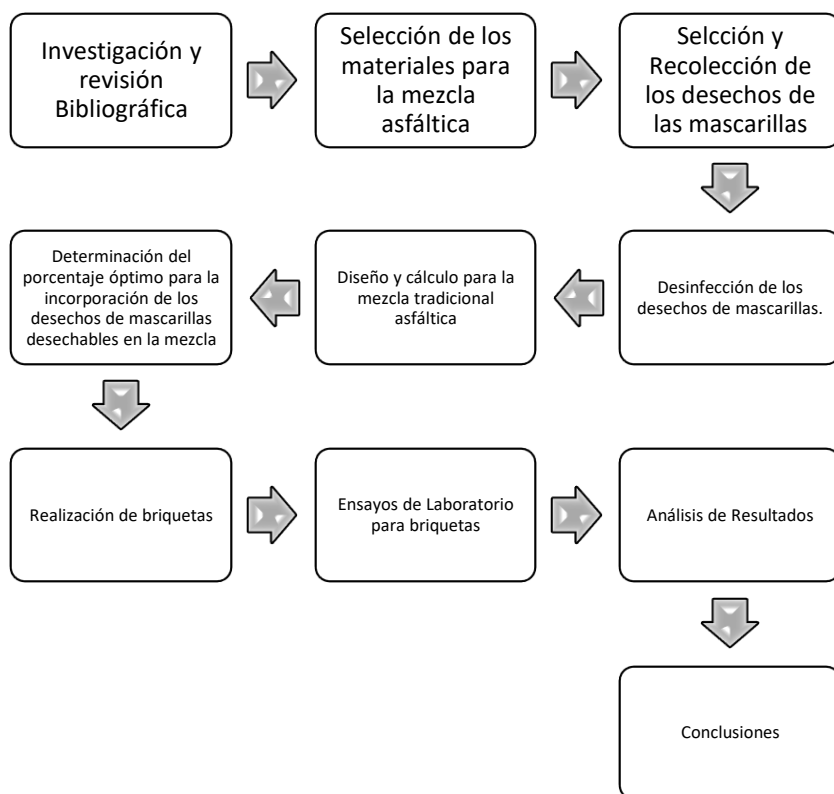 Investigación y
revisión
Bibliográfica
Selección de los
materiales para
la mezcla
asfáltica
Selcción y
Recolección de
los desechos de
las mascarillas
Desinfección de los
desechos de mascarillas.
Diseño y cálculo para la
mezcla tradicional
asfáltica
Determinación del
porcentaje óptimo para la
incorporación de los
desechos de mascarillas
desechables en la mezcla
Realización de briquetas
Ensayos de Laboratorio
para briquetas
Análisis de Resultados
Conclusiones